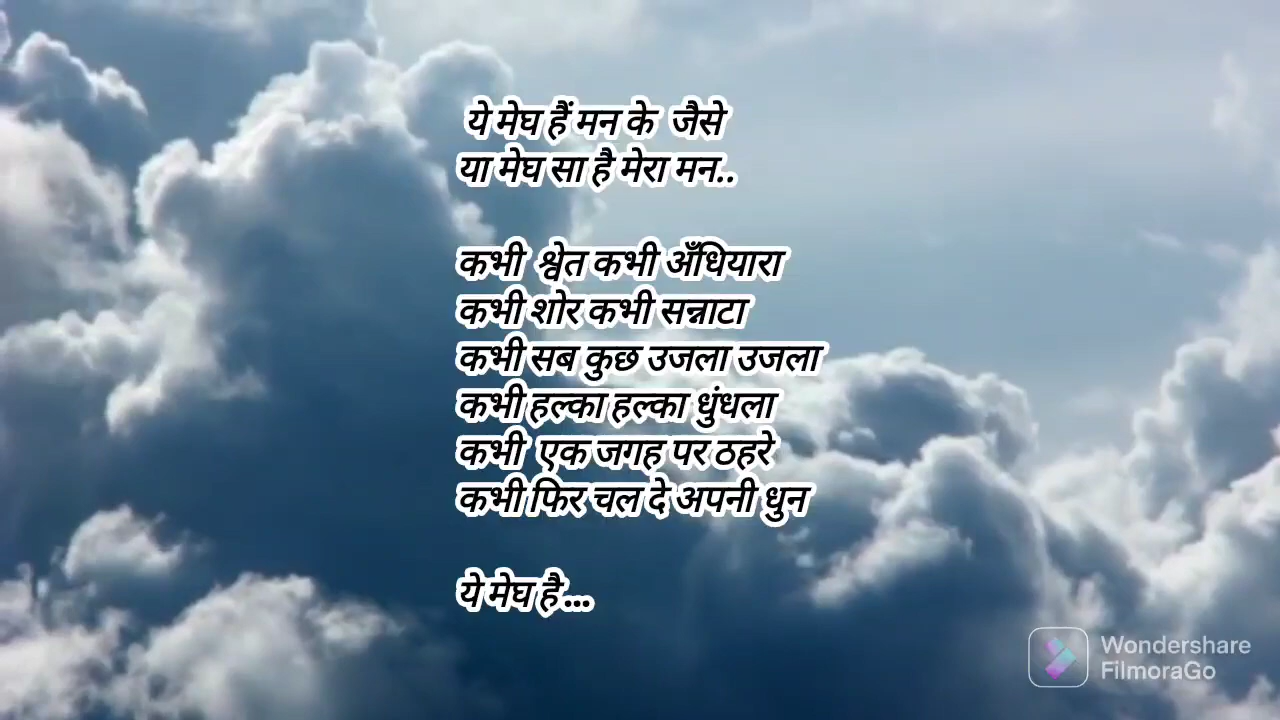 ये मेघ हैं मन के जैसे
या मेघ सा है मेरा मन..
कभी श्वेत कभी अँधियारा
कभी शोर कभी सन्नाटा
कभी सब कुछ उजला उजला
कभी हल्का हल्का धुंधला
कभी एक जगह पर ठहरे
कभी फिर चल दे अपनी धुन
ये मेघ है...
Wondershare
FilmoraGo